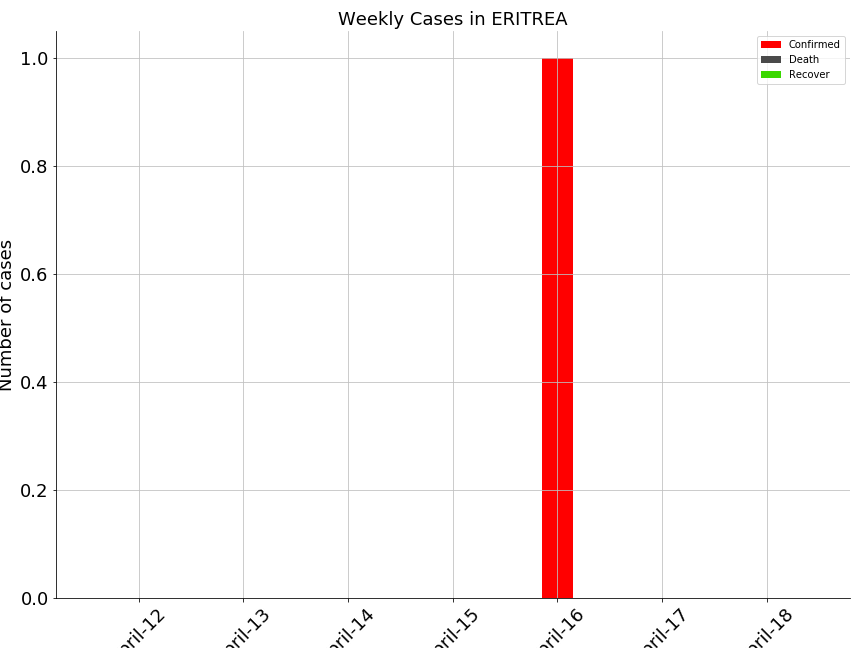 Weekly Cases in ERITREA
Confirmed
Death
Recover
Number of cases
1.0
0.8
0.6
0.4
0.2
0.0
pril-12
pril-13
pril-14
pril-15
pril-16
pril-17
pril-18